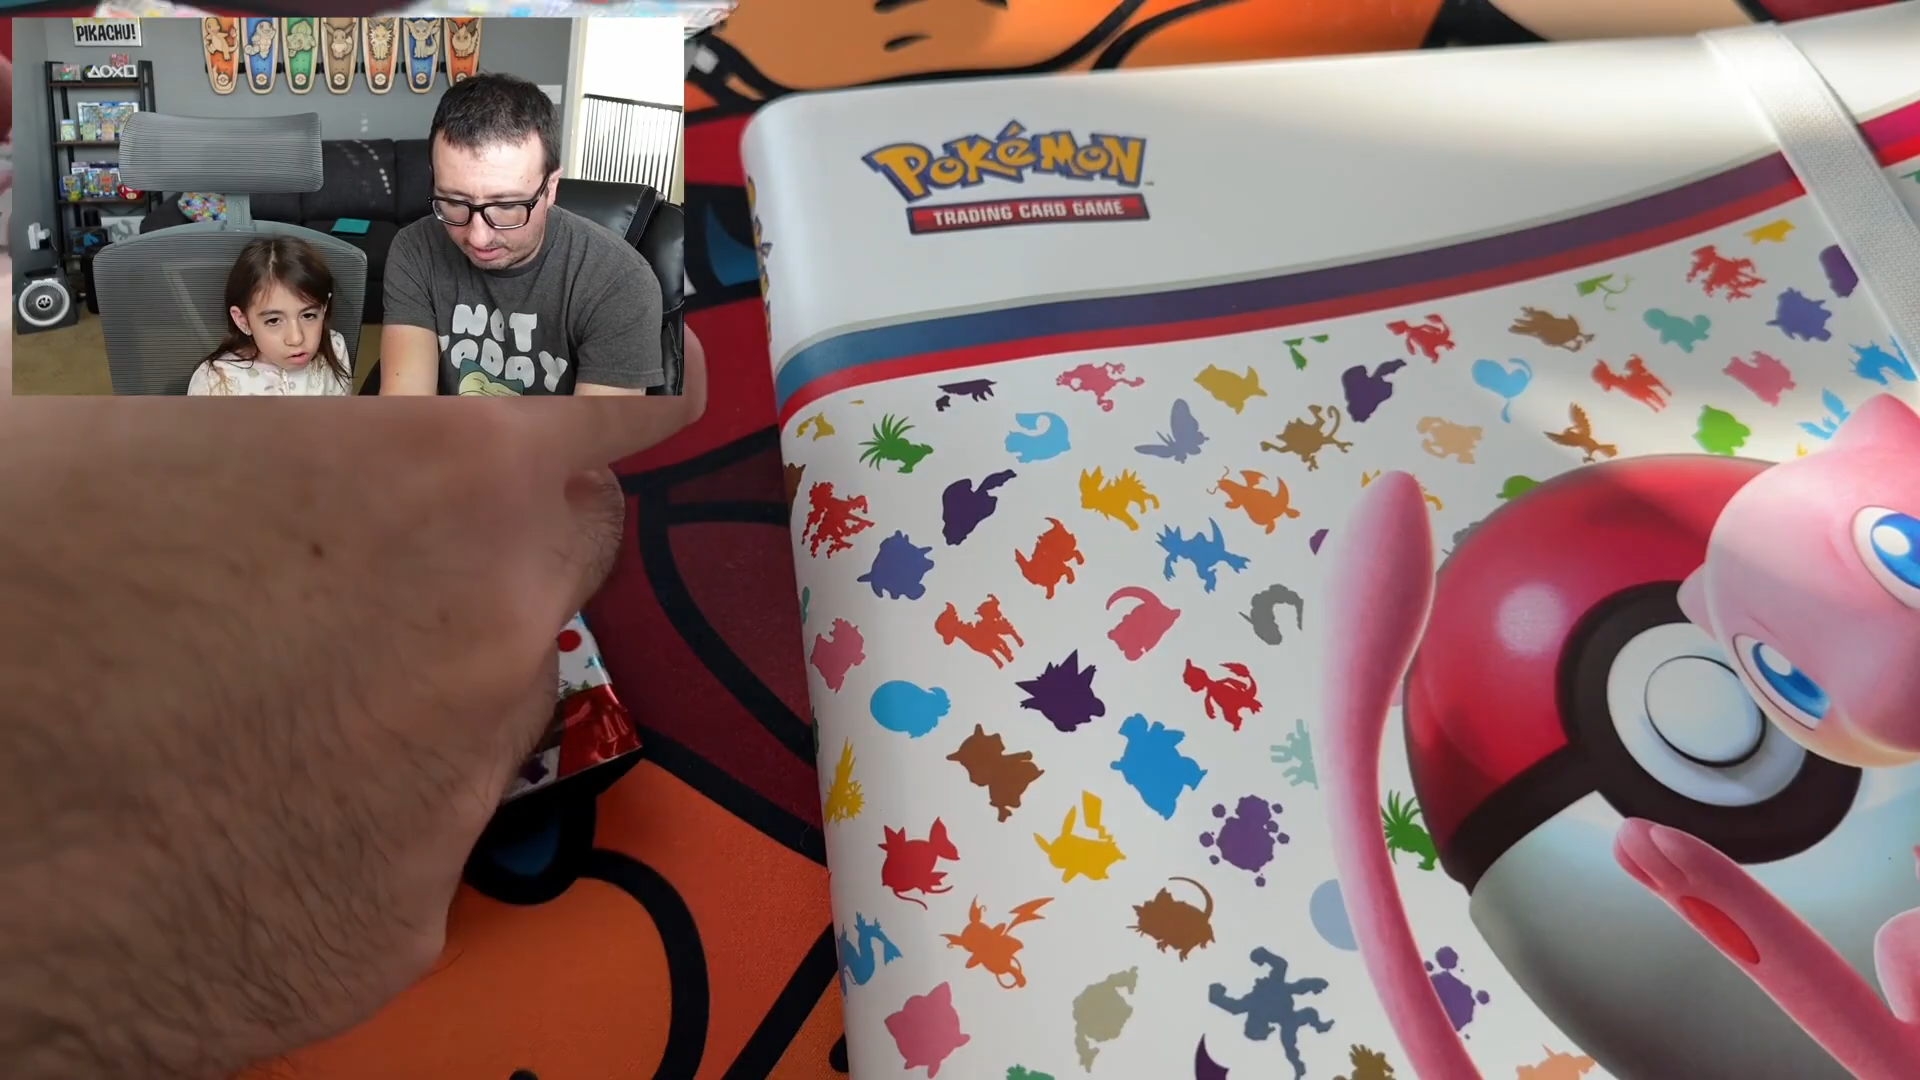 PIKACHU!
NOT
TODAY
POKéMON
TRADING CARD GAME